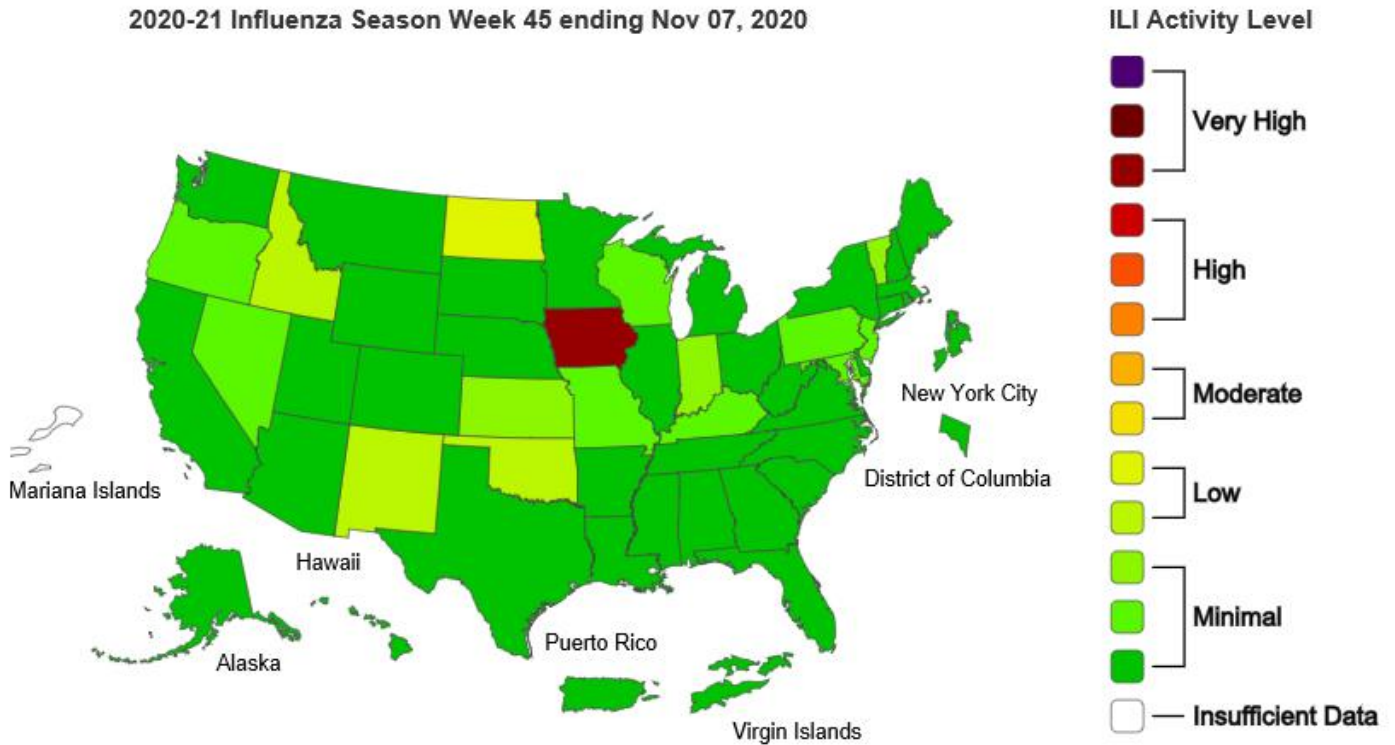 2020-21 Influenza Season Week 45 ending Nov 07, 2020
ILI Activity Level
Very High
High
Moderate
Low
Minimal
Insufficient Data
New York City
District of Columbia
Mariana Islands
Hawaii
Alaska
Puerto Rico
Virgin Islands